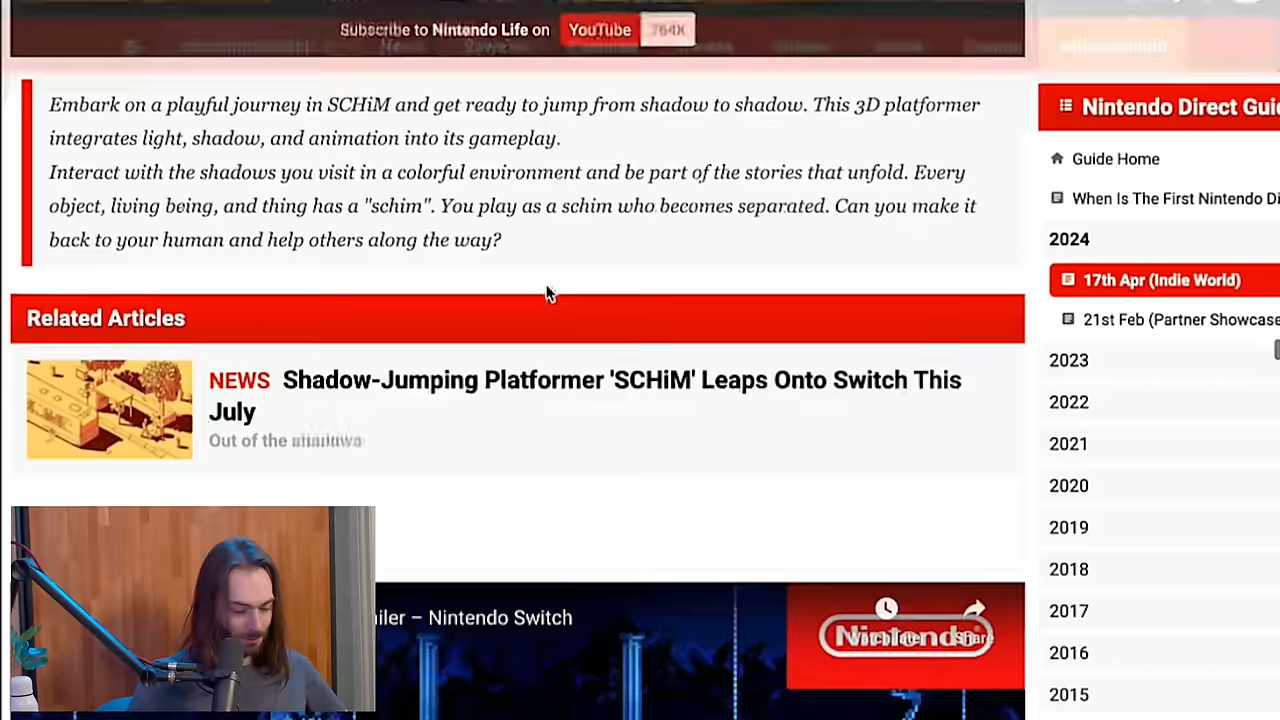 Subscribe to Nintendo Life on YouTube 764K
Embark on a playful journey in SCHiM and get ready to jump from shadow to shadow. This 3D platformer
integrates light, shadow, and animation into its gameplay.
Interact with the shadows you visit in a colorful environment and be part of the stories that unfold. Every
object, living being, and thing has a "schim". You play as a schim who becomes separated. Can you make it
back to your human and help others along the way?
Related Articles
NEWS Shadow-Jumping Platformer 'SCHiM' Leaps Onto Switch This
July
Out of the
iler – Nintendo Switch
Nintendo
Watch later Share
Nintendo Direct Gui
Guide Home
When Is The First Nintendo Di
2024
17th Apr (Indie World)
21st Feb (Partner Showcase
2023
2022
2021
2020
2019
2018
2017
2016
2015